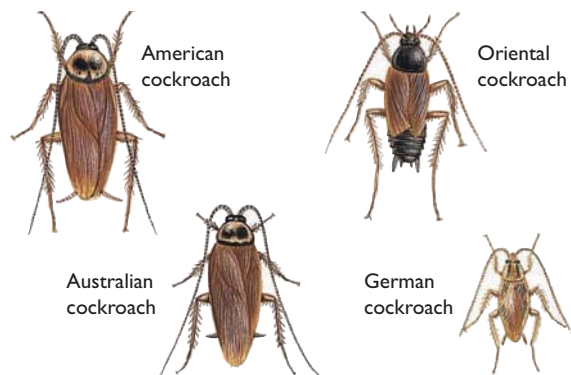 American
cockroach
Oriental
cockroach
Australian
cockroach
German
cockroach